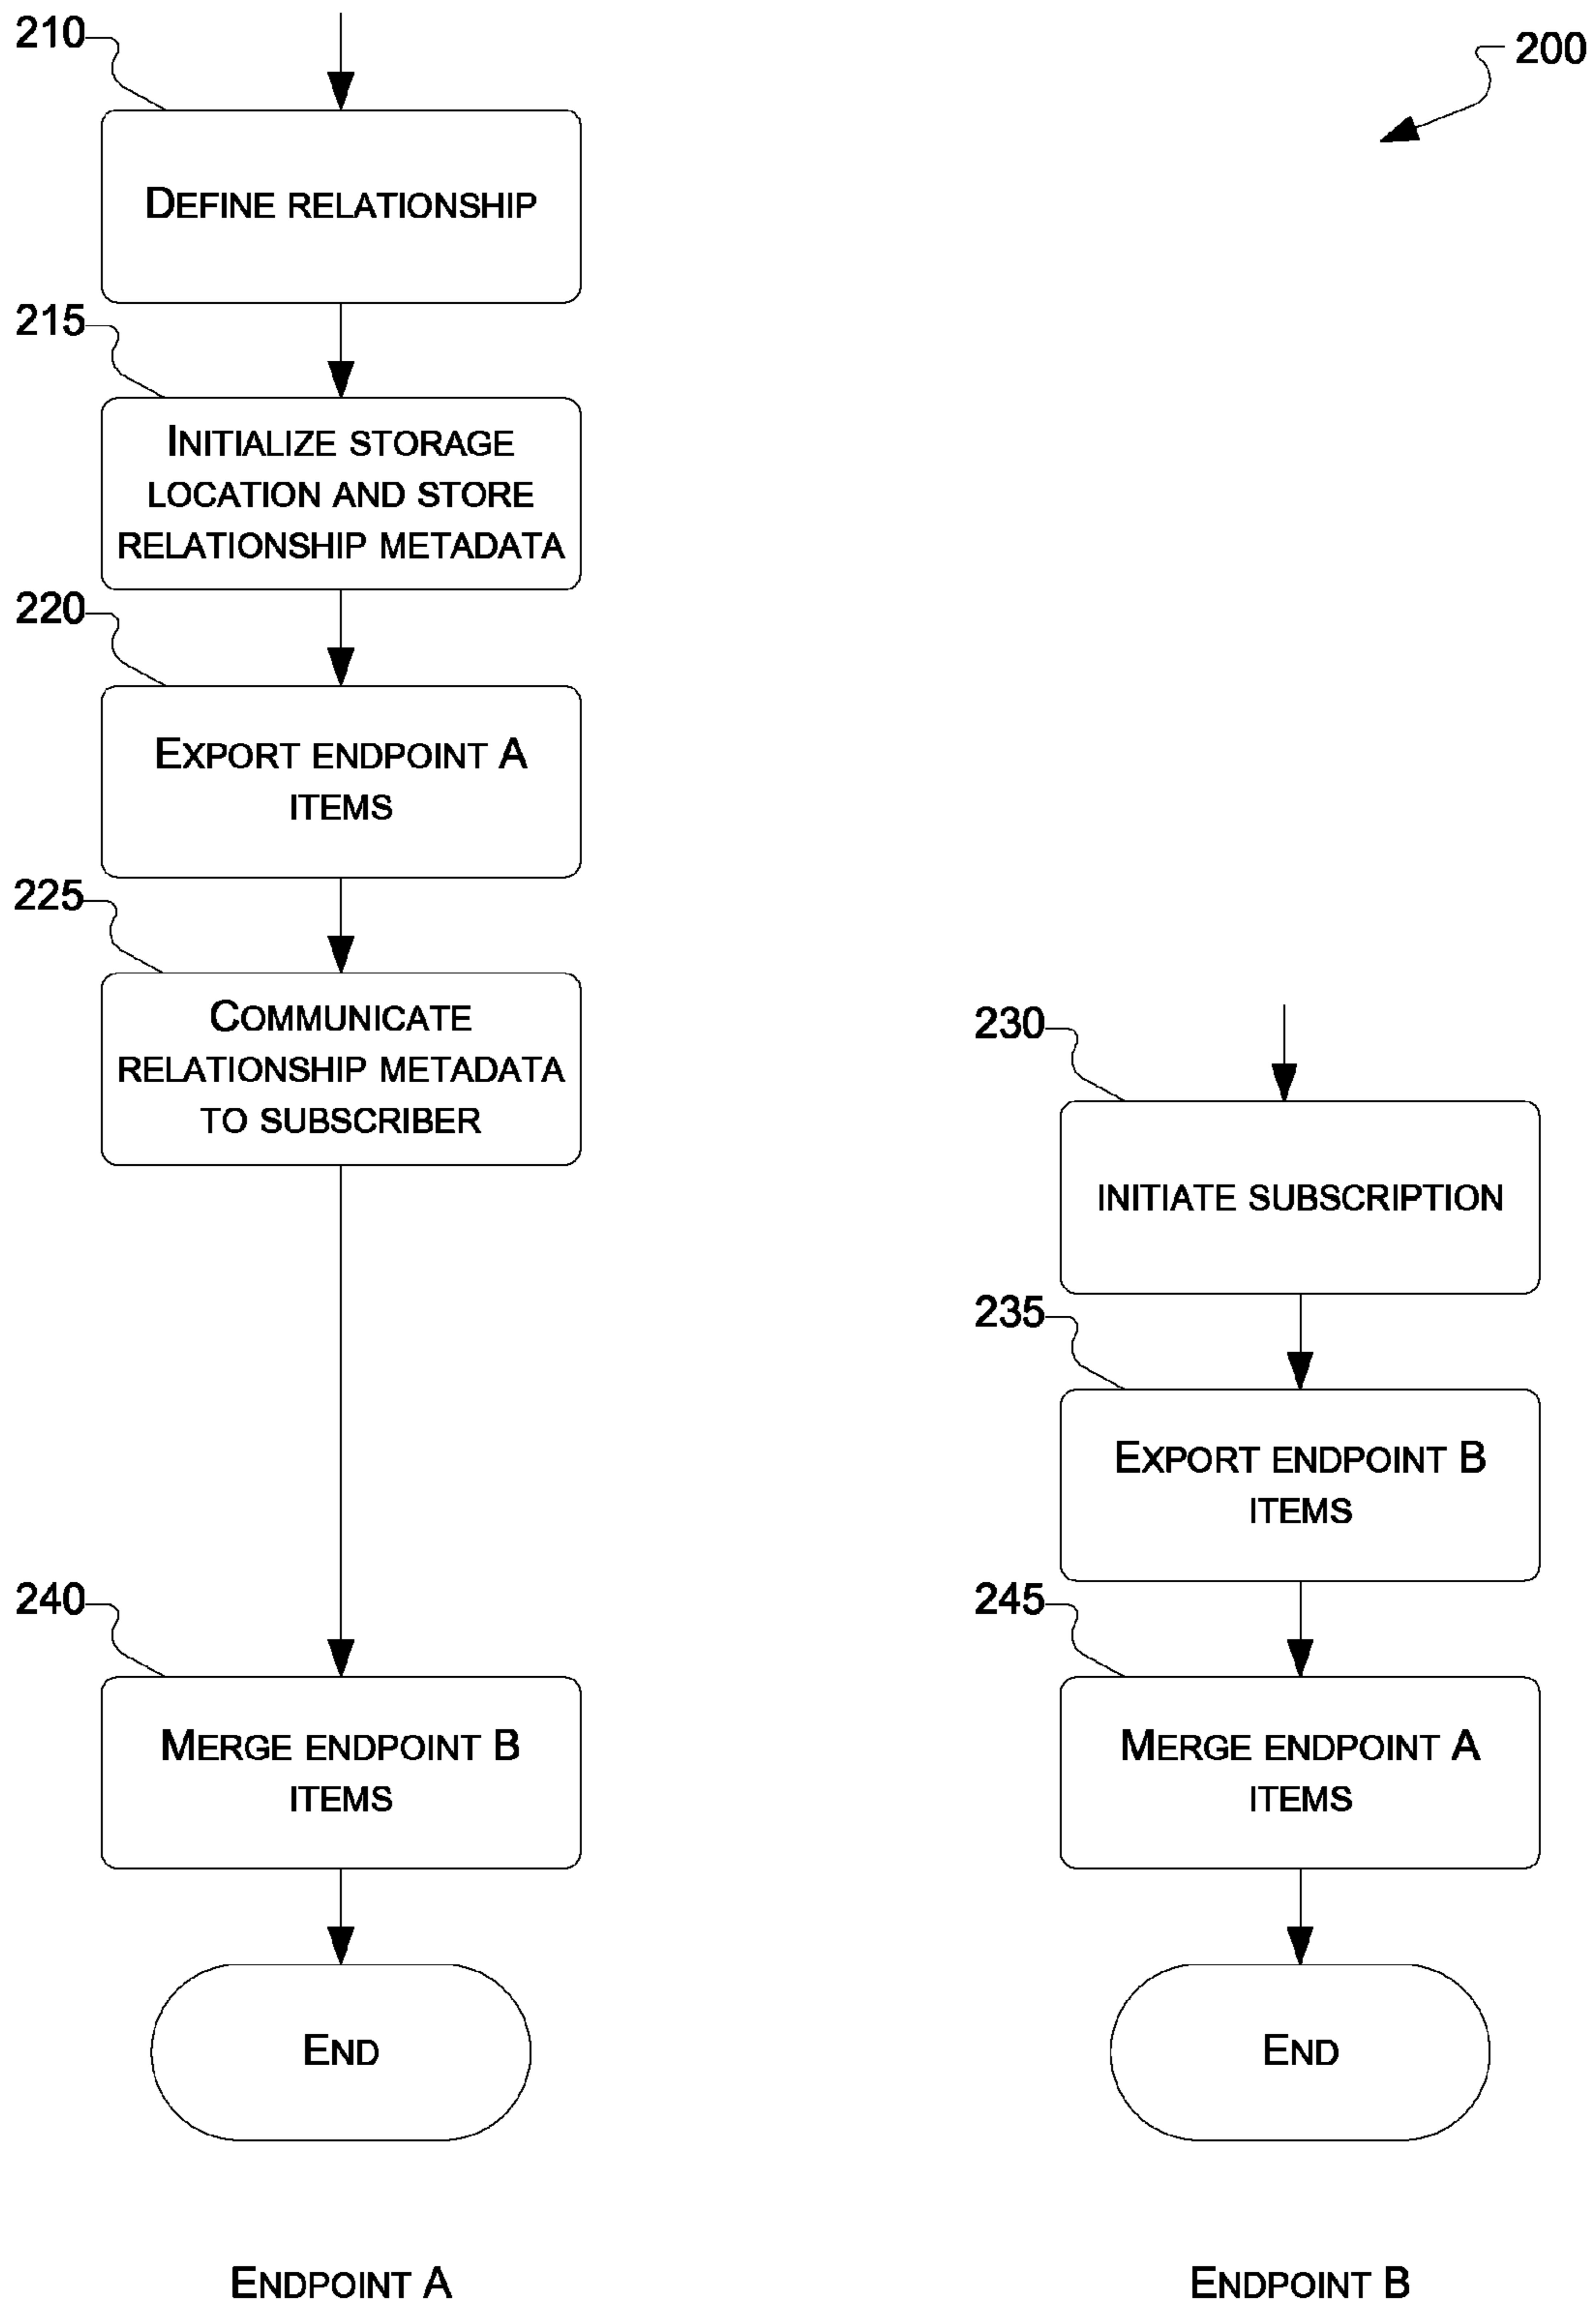 210
200
DEFINE RELATIONSHIP
215
INITIALIZE STORAGE
LOCATION AND STORE
RELATIONSHIP METADATA
220
EXPORT ENDPOINT A
ITEMS
225
COMMUNICATE
RELATIONSHIP METADATA
TO SUBSCRIBER
230
INITIATE SUBSCRIPTION
235
EXPORT ENDPOINT B
ITEMS
240
MERGE ENDPOINT B
ITEMS
245
MERGE ENDPOINT A
ITEMS
END
END
ENDPOINT A
ENDPOINT B